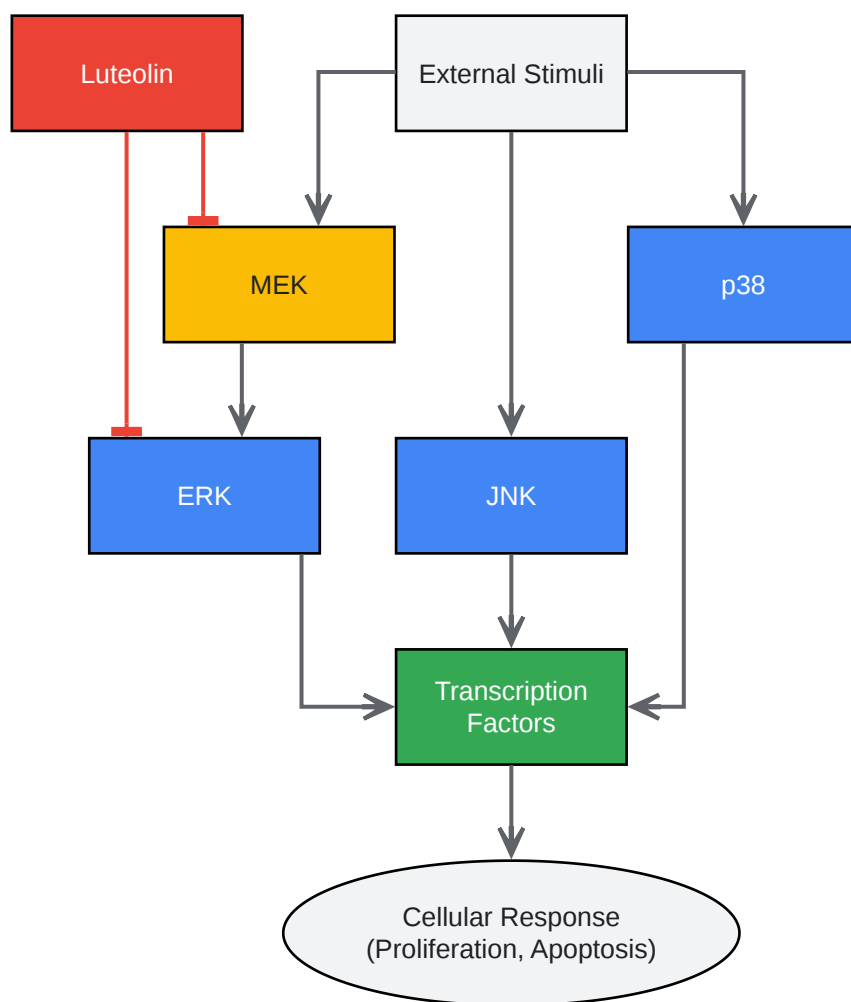 Luteolin
External Stimuli
MEK
p38
ERK
JNK
Transcription
Factors
Cellular Response
(Proliferation, Apoptosis)